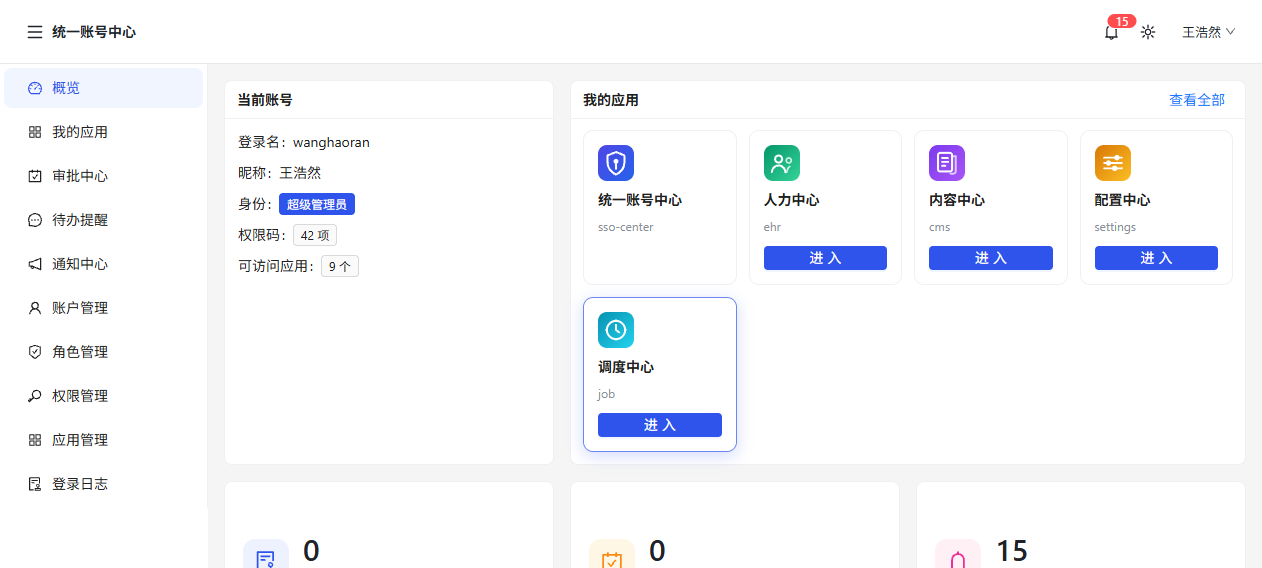 统一账号中心
15
王浩然
概览
我的应用
审批中心
待办提醒
通知中心
账户管理
角色管理
权限管理
应用管理
登录日志
当前账号
登录名：wanghaoran
昵称：王浩然
身份：超级管理员
权限码：42 项
可访问应用：9 个
我的应用
查看全部
统一账号中心
sso-center
人力中心
ehr
进 入
内容中心
cms
进 入
配置中心
settings
进 入
调度中心
job
进 入
0
0
15